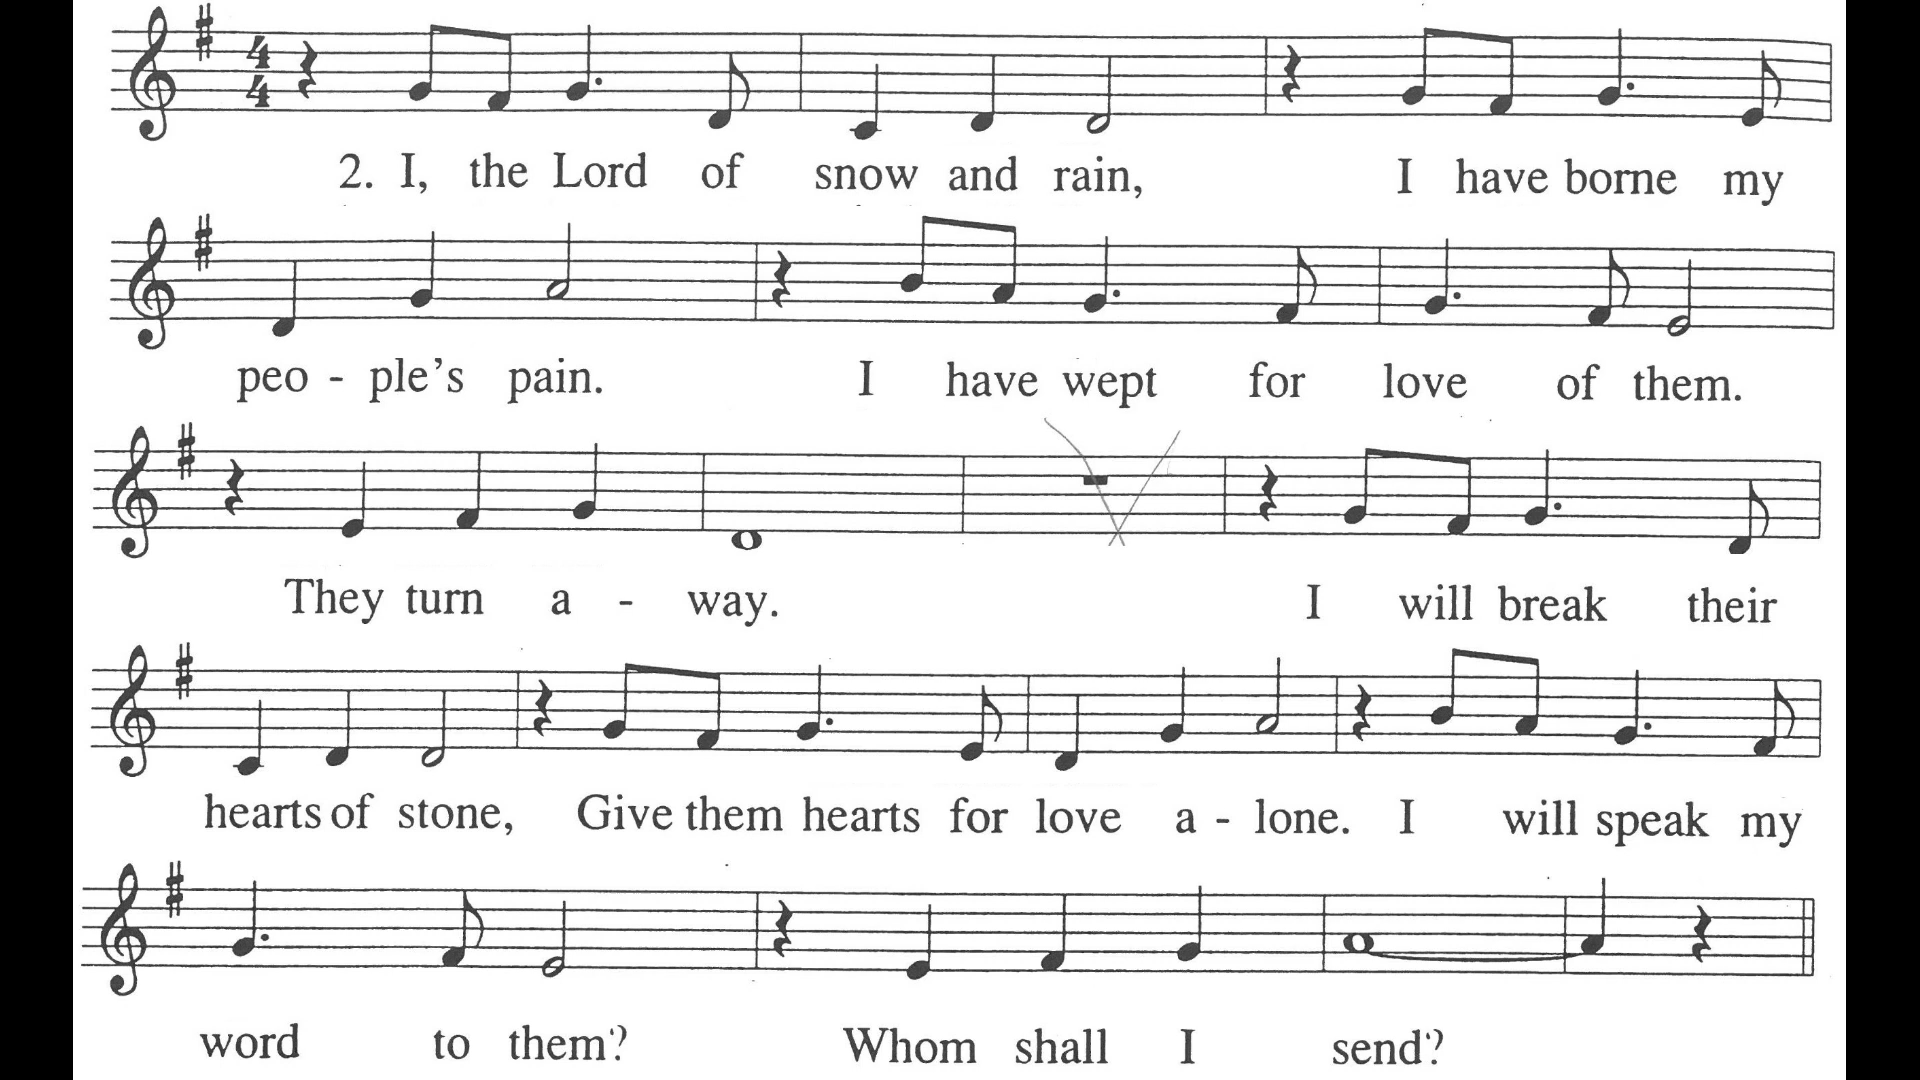 2. I, the Lord of snow and rain, I have borne my
peo - ple's pain. I have wept for love of them.
They turn a - way. I will break their
hearts of stone, Give them hearts for love a - lone. I will speak my
word to them? Whom shall I send?